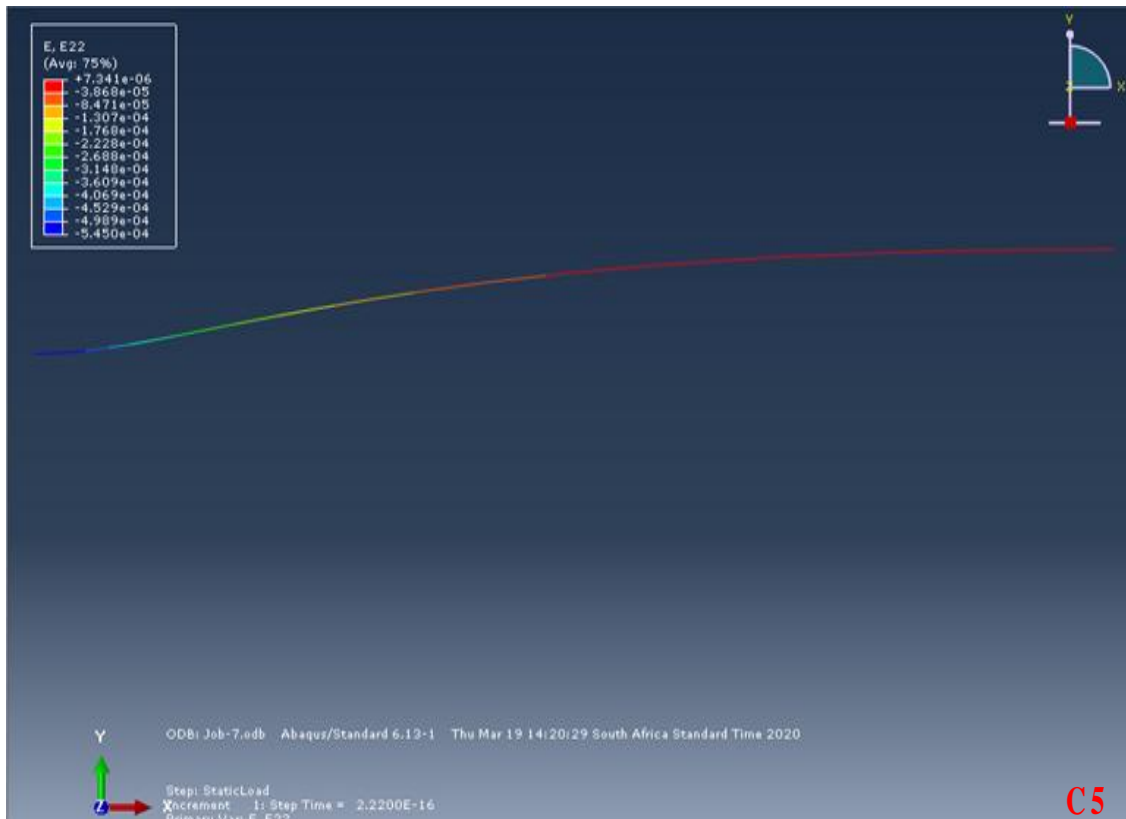 E, E22
(Avg: 75%)
+7.341e-06
-3.868e-05
-8.471e-05
-1.307e-04
-1.768e-04
-2.228e-04
-2.688e-04
-3.148e-04
-3.609e-04
-4.069e-04
-4.529e-04
-4.989e-04
-5.450e-04
Y
Z
X
Y
Z
X
ODB: Job-7.odb Abaqus/Standard 6.13-1 Thu Mar 19 14:20:29 South Africa Standard Time 2020
Step: StaticLoad
Increment 1: Step Time = 2.2200E-16
Primary Var: E, E22
C5